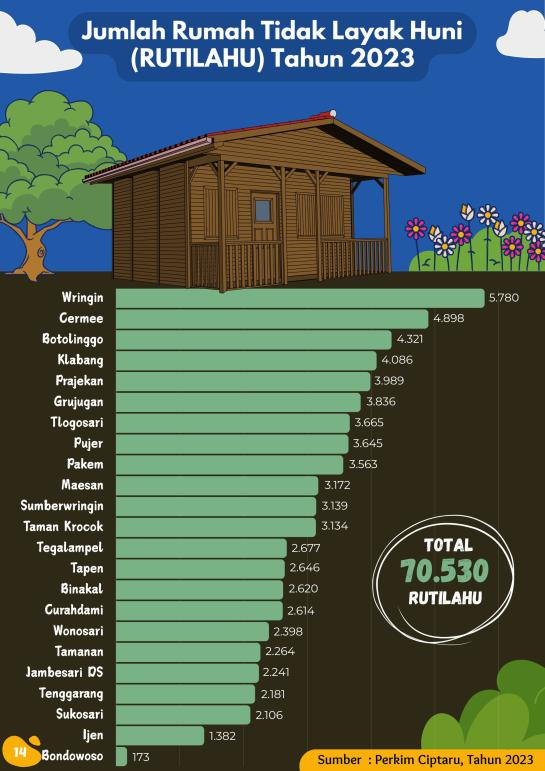 Jumlah Rumah Tidak Layak Huni
(RUTILAHU) Tahun 2023
Wringin 5.780
Cermee 4.898
Botolinggo 4.321
Klabang 4.086
Prajekan 3.989
Grujugan 3.836
Tlogosari 3.665
Pujer 3.645
Pakem 3.563
Maesan 3.172
Sumberwringin 3.139
Taman Krocok 3.134
Tegalampel 2.677
Tapen 2.646
Binakal 2.620
Curahdami 2.614
Wonosari 2.398
Tamanan 2.264
Jambesari DS 2.241
Tenggarang 2.181
Sukosari 2.106
Ijen 1.382
Bondowoso 173
TOTAL
70.530
RUTILAHU
14
Sumber : Perkim Ciptaru, Tahun 2023